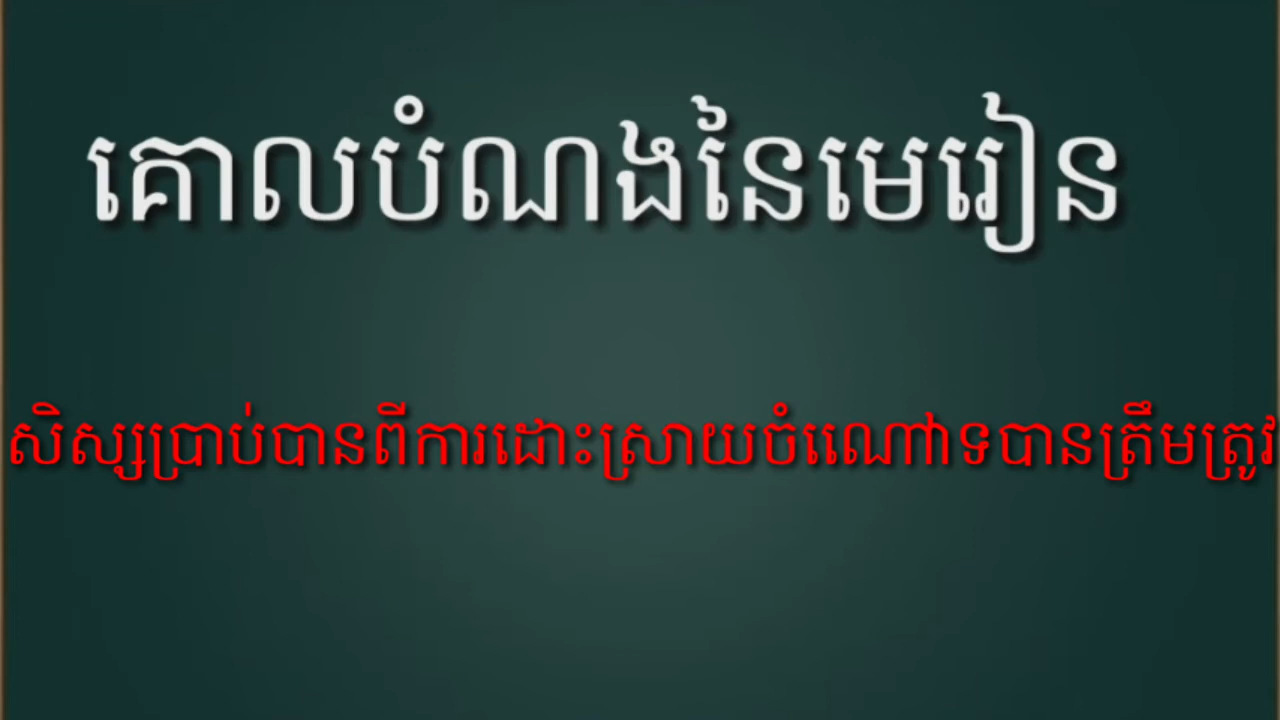 គោលបំណងនៃមេរៀន
សិស្សប្រាប់បានពីការដោះស្រាយចំណោៅទបានត្រឹមត្រូវ